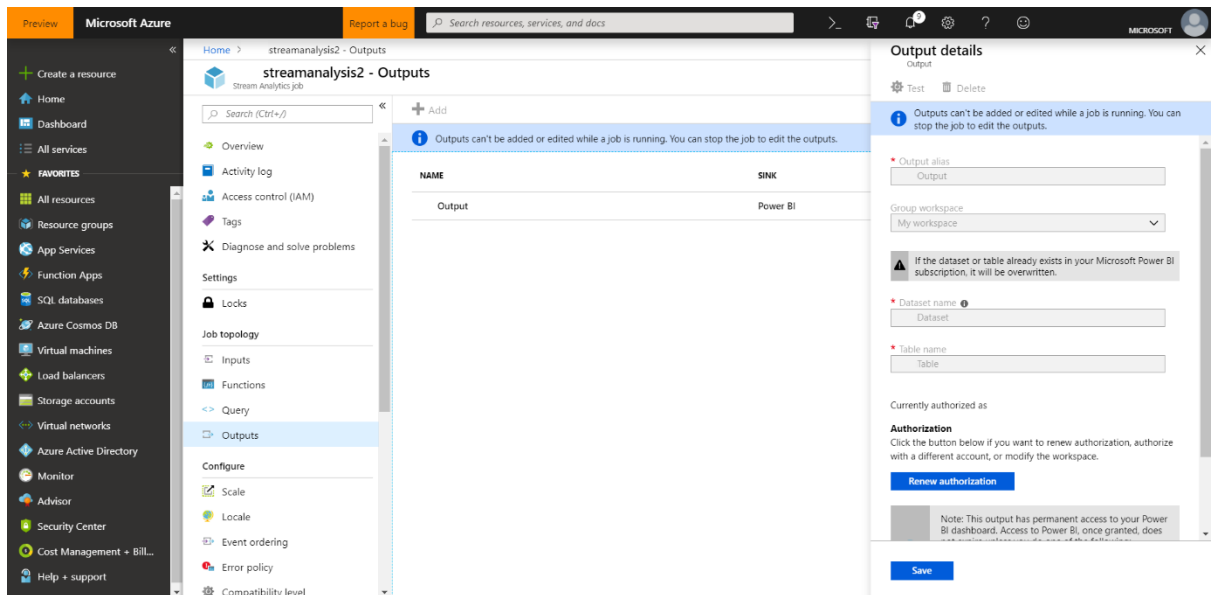 Preview
Microsoft Azure
Report a bug
Search resources, services, and docs
>_
9
?
MICROSOFT
«
Create a resource
Home
Dashboard
All services
FAVORITES
All resources
Resource groups
App Services
Function Apps
SQL databases
Azure Cosmos DB
Virtual machines
Load balancers
Storage accounts
Virtual networks
Azure Active Directory
Monitor
Advisor
Security Center
Cost Management + Bill...
Help + support
Home > streamanalysis2 - Outputs
streamanalysis2 - Outputs
Stream Analytics job
Search (Ctrl+/)
«
Overview
Activity log
Access control (IAM)
Tags
Diagnose and solve problems
Settings
Locks
Job topology
Inputs
Functions
Query
Outputs
Configure
Scale
Locale
Event ordering
Error policy
Compatibility level
Add
Outputs can't be added or edited while a job is running. You can stop the job to edit the outputs.
NAME SINK
Output Power BI
Output details
Output
Test Delete
Outputs can't be added or edited while a job is running. You can
stop the job to edit the outputs.
* Output alias
Output
Group workspace
My workspace
If the dataset or table already exists in your Microsoft Power BI
subscription, it will be overwritten.
* Dataset name
Dataset
* Table name
Table
Currently authorized as
Authorization
Click the button below if you want to renew authorization, authorize
with a different account, or modify the workspace.
Renew authorization
Note: This output has permanent access to your Power
BI dashboard. Access to Power BI, once granted, does
Save